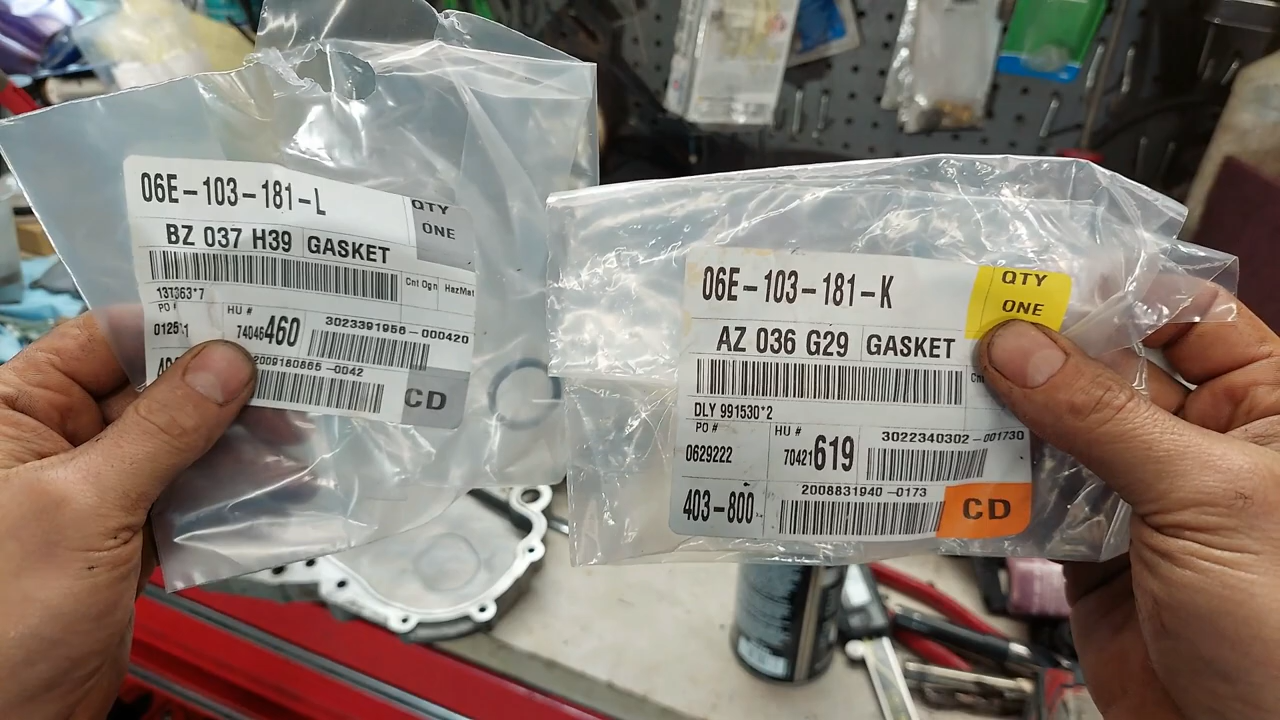 06E-103-181-L
QTY
ONE
BZ 037 H39 GASKET
Cnt Ogn HazMat
137363*7
PO #
HU #
74046460
3023391956-000420
2009180865-0042
CD
06E-103-181-K
QTY
ONE
AZ 036 G29 GASKET
DLY 991530*2
PO #
HU #
0629222
70421619
3022340302-001730
403-800
2008831940-0173
CD